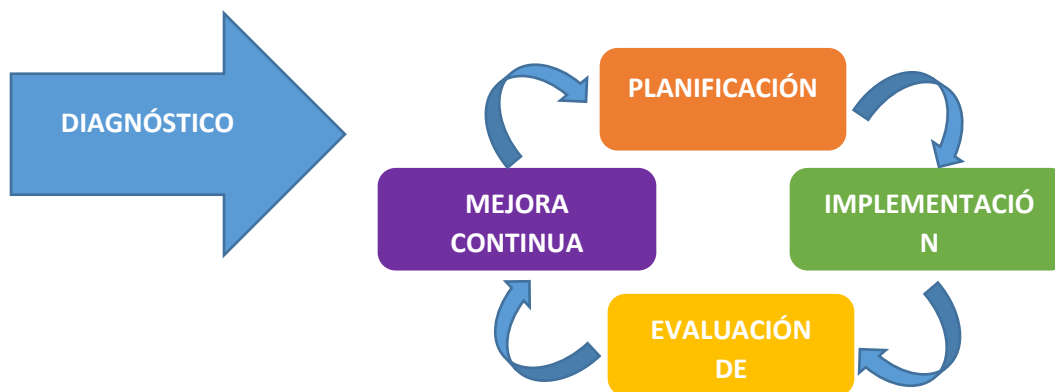 DIAGNÓSTICO
PLANIFICACIÓN
MEJORA
CONTINUA
IMPLEMENTACIÓ
N
EVALUACIÓN
DE